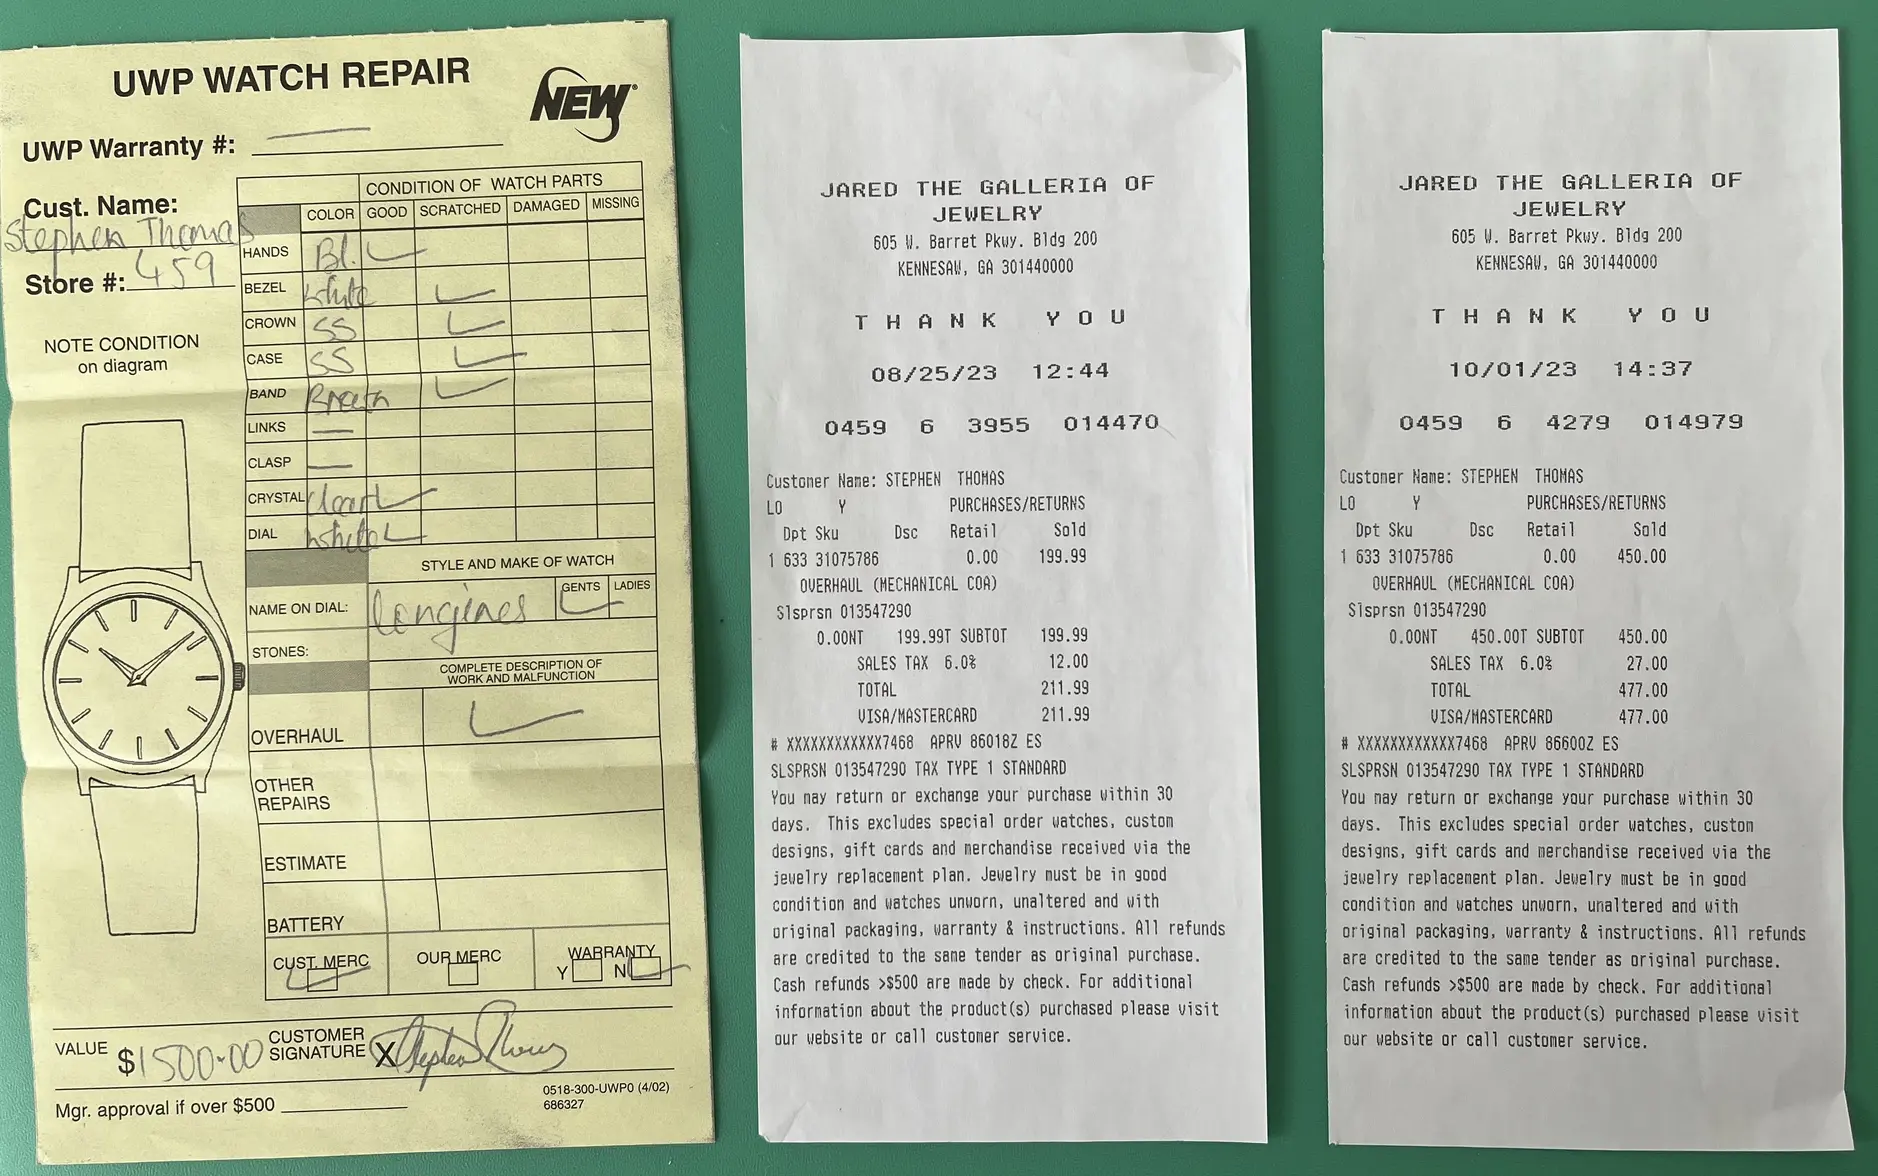 UWP WATCH REPAIR
NEW®
UWP Warranty #:
Cust. Name:
Stephen Thomas
Store #: 459
NOTE CONDITION
on diagram
CONDITION OF WATCH PARTS
COLOR GOOD SCRATCHED DAMAGED MISSING
HANDS Bl.
BEZEL white
CROWN SS
CASE SS
BAND Brown
LINKS —
CLASP —
CRYSTAL clear
DIAL white
STYLE AND MAKE OF WATCH
NAME ON DIAL: longines GENTS LADIES
STONES:
COMPLETE DESCRIPTION OF
WORK AND MALFUNCTION
OVERHAUL
OTHER
REPAIRS
ESTIMATE
BATTERY
CUST. MERC OUR MERC WARRANTY
Y N
VALUE $1500.00 CUSTOMER
SIGNATURE X Stephen Thomas
Mgr. approval if over $500
0518-300-UWP0 (4/02)
686327
JARED THE GALLERIA OF
JEWELRY
605 W. Barret Pkwy. Bldg 200
KENNESAW, GA 301440000
THANK YOU
08/25/23 12:44
0459 6 3955 014470
Customer Name: STEPHEN THOMAS
LO Y PURCHASES/RETURNS
Dpt Sku Dsc Retail Sold
1 633 31075786 0.00 199.99
OVERHAUL (MECHANICAL COA)
Slsprsn 013547290
0.00NT 199.99T SUBTOT 199.99
SALES TAX 6.0% 12.00
TOTAL 211.99
VISA/MASTERCARD 211.99
# XXXXXXXXXXXX7468 APRV 86018Z ES
SLSPRSN 013547290 TAX TYPE 1 STANDARD
You may return or exchange your purchase within 30
days. This excludes special order watches, custom
designs, gift cards and merchandise received via the
jewelry replacement plan. Jewelry must be in good
condition and watches unworn, unaltered and with
original packaging, warranty & instructions. All refunds
are credited to the same tender as original purchase.
Cash refunds >$500 are made by check. For additional
information about the product(s) purchased please visit
our website or call customer service.
JARED THE GALLERIA OF
JEWELRY
605 W. Barret Pkwy. Bldg 200
KENNESAW, GA 301440000
THANK YOU
10/01/23 14:37
0459 6 4279 014979
Customer Name: STEPHEN THOMAS
LO Y PURCHASES/RETURNS
Dpt Sku Dsc Retail Sold
1 633 31075786 0.00 450.00
OVERHAUL (MECHANICAL COA)
Slsprsn 013547290
0.00NT 450.00T SUBTOT 450.00
SALES TAX 6.0% 27.00
TOTAL 477.00
VISA/MASTERCARD 477.00
# XXXXXXXXXXXX7468 APRV 86600Z ES
SLSPRSN 013547290 TAX TYPE 1 STANDARD
You may return or exchange your purchase within 30
days. This excludes special order watches, custom
designs, gift cards and merchandise received via the
jewelry replacement plan. Jewelry must be in good
condition and watches unworn, unaltered and with
original packaging, warranty & instructions. All refunds
are credited to the same tender as original purchase.
Cash refunds >$500 are made by check. For additional
information about the product(s) purchased please visit
our website or call customer service.